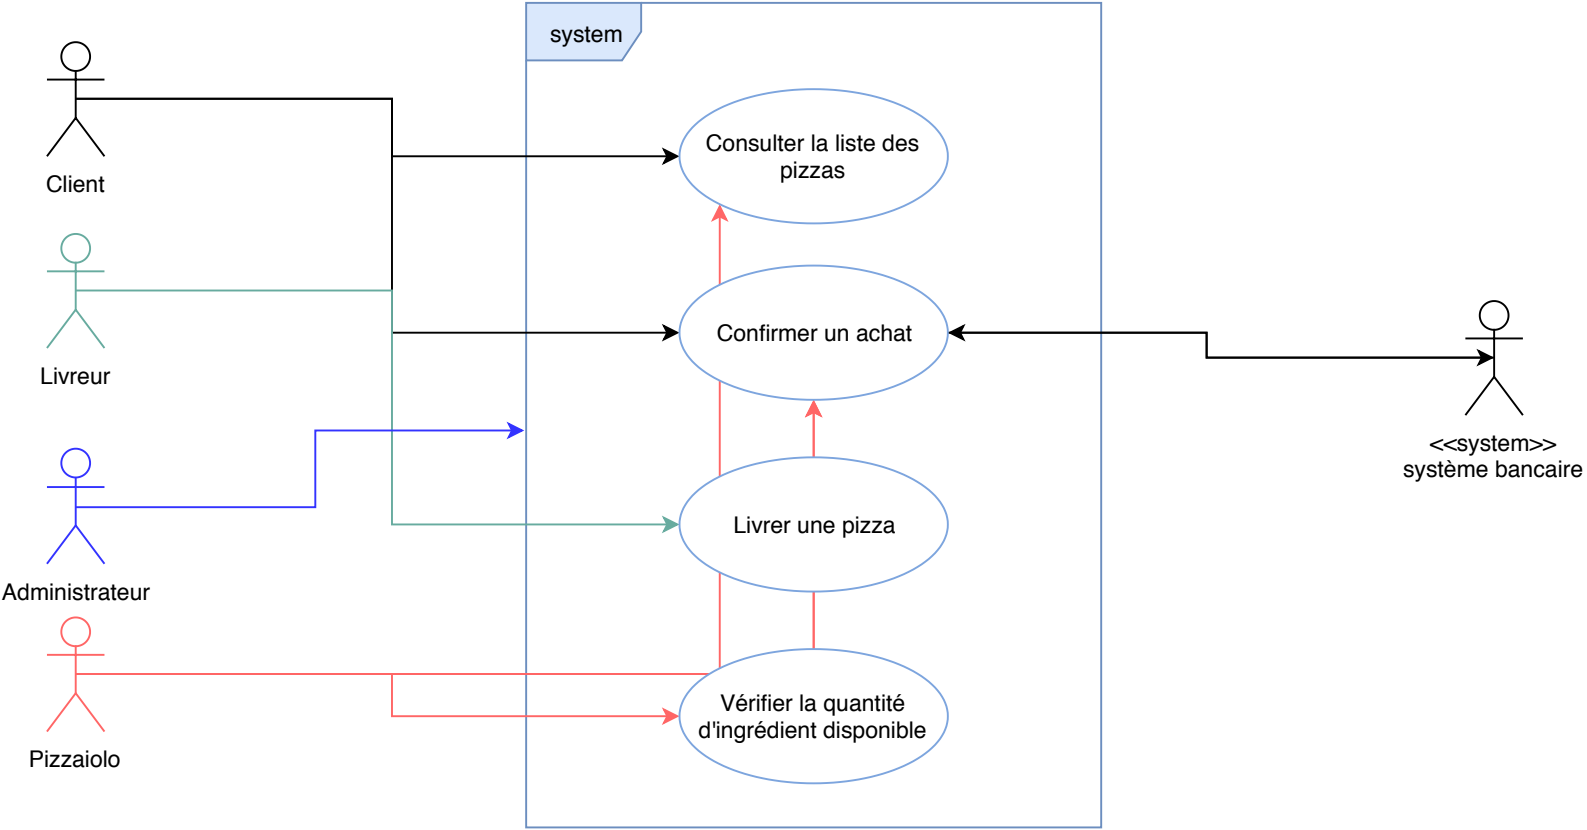 system
Client
Livreur
Administrateur
Pizzaiolo
Consulter la liste des
pizzas
Confirmer un achat
Livrer une pizza
Vérifier la quantité
d'ingrédient disponible
<<system>>
système bancaire